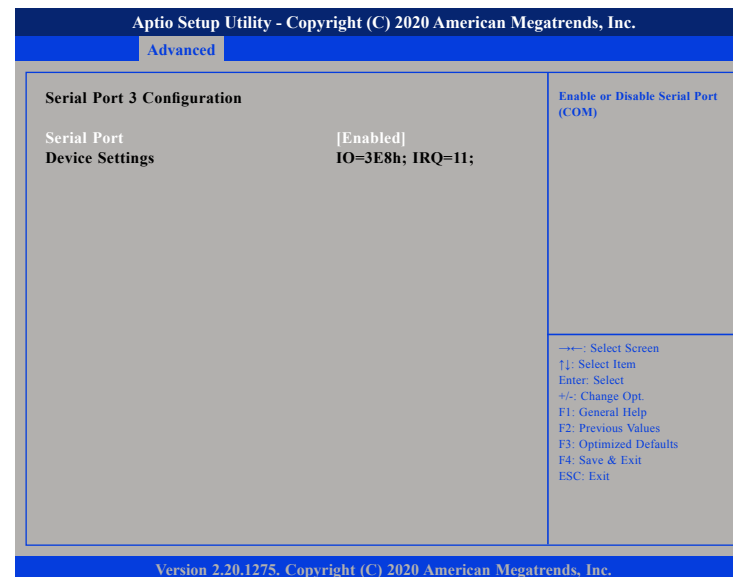 Aptio Setup Utility - Copyright (C) 2020 American Megatrends, Inc.
Advanced
Serial Port 3 Configuration
Serial Port [Enabled]
Device Settings IO=3E8h; IRQ=11;
Enable or Disable Serial Port
(COM)
→←: Select Screen
↑↓: Select Item
Enter: Select
+/-: Change Opt.
F1: General Help
F2: Previous Values
F3: Optimized Defaults
F4: Save & Exit
ESC: Exit
Version 2.20.1275. Copyright (C) 2020 American Megatrends, Inc.